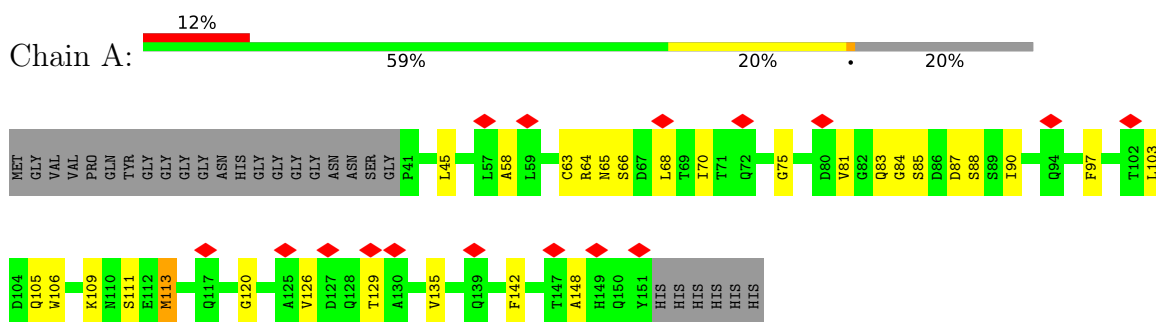 12%
Chain A:
59% 20% • 20%
MET GLY VAL VAL PRO GLN TYR GLY GLY GLY GLY ASN HIS GLY GLY GLY GLY GLY ASN ASN SER GLY P41 L45 L57 A58 L59 C63 R64 N65 S66 D67 L68 T69 I70 T71 Q72 G75 D80 V81 G82 Q83 G84 S85 D86 D87 S88 S89 I90 Q94 F97 T102 L103
D104 Q105 W106 K109 N110 S111 E112 M113 Q117 G120 A125 V126 D127 Q128 T129 A130 V135 Q139 F142 T147 A148 H149 Q150 Y151 HIS HIS HIS HIS HIS HIS